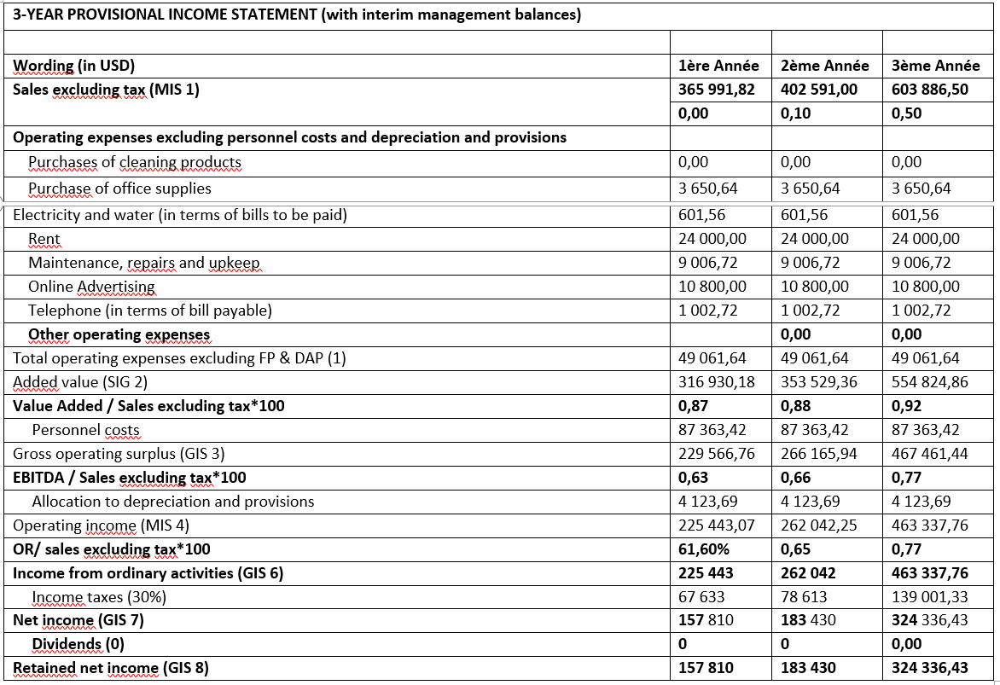 3-YEAR PROVISIONAL INCOME STATEMENT (with interim management balances)
Wording (in USD) 1ère Année 2ème Année 3ème Année
Sales excluding tax (MIS 1) 365 991,82 402 591,00 603 886,50
0,00 0,10 0,50
Operating expenses excluding personnel costs and depreciation and provisions
Purchases of cleaning products 0,00 0,00 0,00
Purchase of office supplies 3 650,64 3 650,64 3 650,64
Electricity and water (in terms of bills to be paid) 601,56 601,56 601,56
Rent 24 000,00 24 000,00 24 000,00
Maintenance, repairs and upkeep 9 006,72 9 006,72 9 006,72
Online Advertising 10 800,00 10 800,00 10 800,00
Telephone (in terms of bill payable) 1 002,72 1 002,72 1 002,72
Other operating expenses 0,00 0,00
Total operating expenses excluding FP & DAP (1) 49 061,64 49 061,64 49 061,64
Added value (SIG 2) 316 930,18 353 529,36 554 824,86
Value Added / Sales excluding tax*100 0,87 0,88 0,92
Personnel costs 87 363,42 87 363,42 87 363,42
Gross operating surplus (GIS 3) 229 566,76 266 165,94 467 461,44
EBITDA / Sales excluding tax*100 0,63 0,66 0,77
Allocation to depreciation and provisions 4 123,69 4 123,69 4 123,69
Operating income (MIS 4) 225 443,07 262 042,25 463 337,76
OR/ sales excluding tax*100 61,60% 0,65 0,77
Income from ordinary activities (GIS 6) 225 443 262 042 463 337,76
Income taxes (30%) 67 633 78 613 139 001,33
Net income (GIS 7) 157 810 183 430 324 336,43
Dividends (0) 0 0 0,00
Retained net income (GIS 8) 157 810 183 430 324 336,43